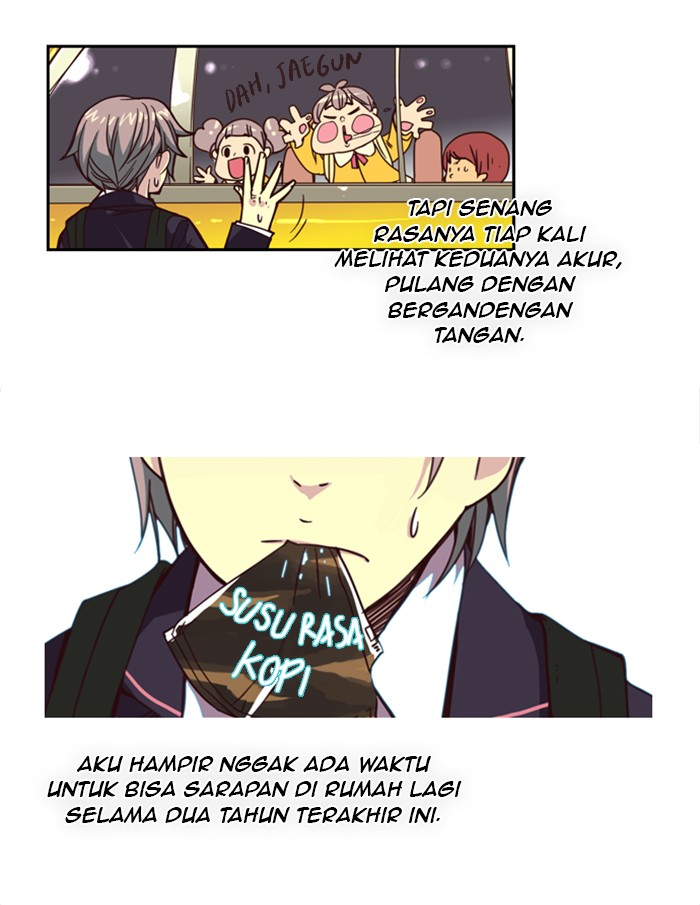 DAH, JAEGUN
TAPI SENANG
RASANYA TIAP KALI
MELIHAT KEDUANYA AKUR,
PULANG DENGAN
BERGANDENGAN
TANGAN.
SUSU RASA
KOPI
AKU HAMPIR NGGAK ADA WAKTU
UNTUK BISA SARAPAN DI RUMAH LAGI
SELAMA DUA TAHUN TERAKHIR INI.